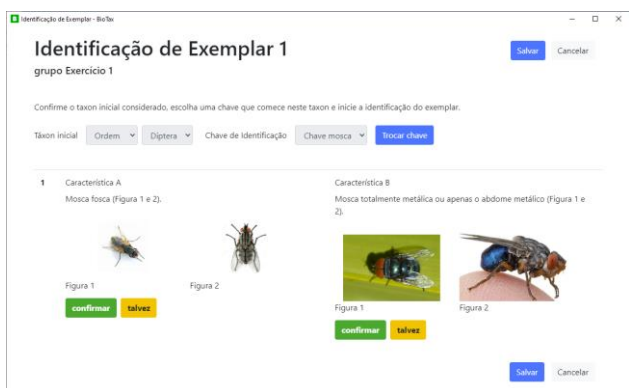 Identificação de Exemplar - BioTax
Identificação de Exemplar 1
Salvar Cancelar
grupo Exercício 1
Confirme o taxon inicial considerado, escolha uma chave que comece neste taxon e inicie a identificação do exemplar.
Táxon inicial Ordem Díptera Chave de Identificação Chave mosca Trocar chave
1 Característica A Característica B
Mosca fosca (Figura 1 e 2). Mosca totalmente metálica ou apenas o abdome metálico (Figura 1 e
2).
Figura 1 Figura 2
confirmar talvez
Figura 1 Figura 2
confirmar talvez
Salvar Cancelar